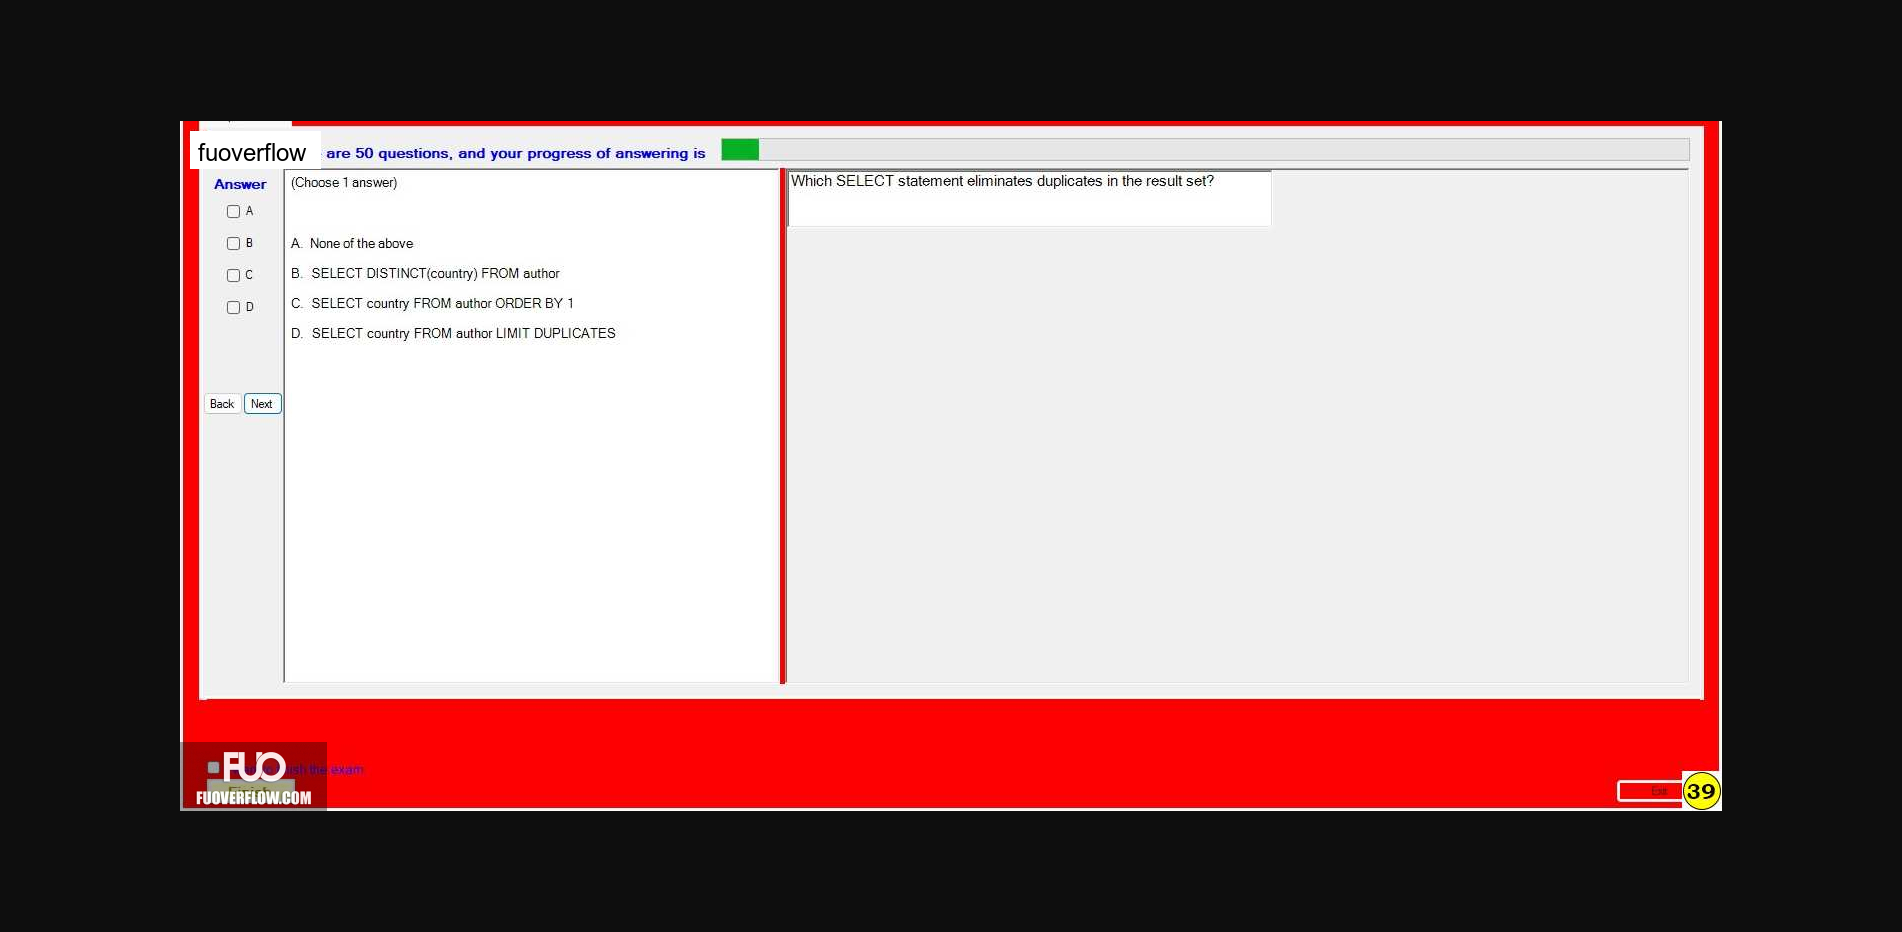 fuoverflow are 50 questions, and your progress of answering is
Answer
A
B
C
D
Back Next
(Choose 1 answer)
A. None of the above
B. SELECT DISTINCT(country) FROM author
C. SELECT country FROM author ORDER BY 1
D. SELECT country FROM author LIMIT DUPLICATES
Which SELECT statement eliminates duplicates in the result set?
FUO
the exam
Finish
FUOVERFLOW.COM
Exit
39